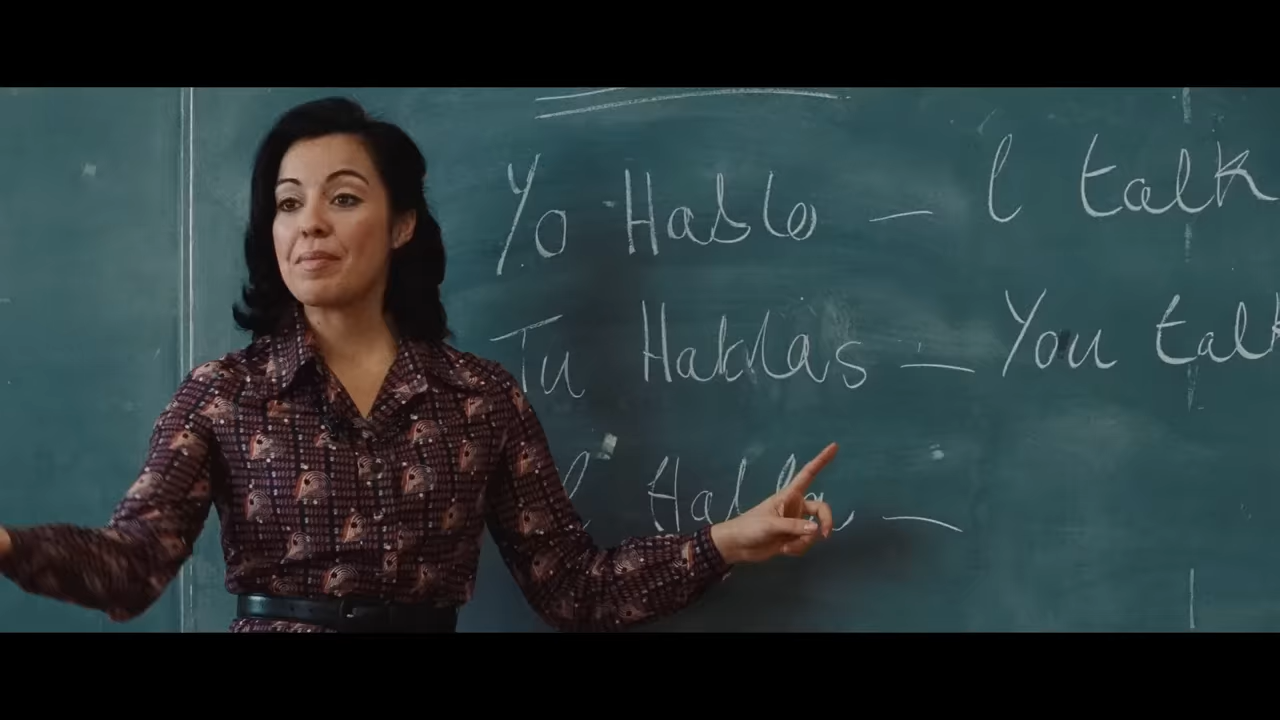 Yo Hablo — I talk
Tu Hablas — You talk
Habla —